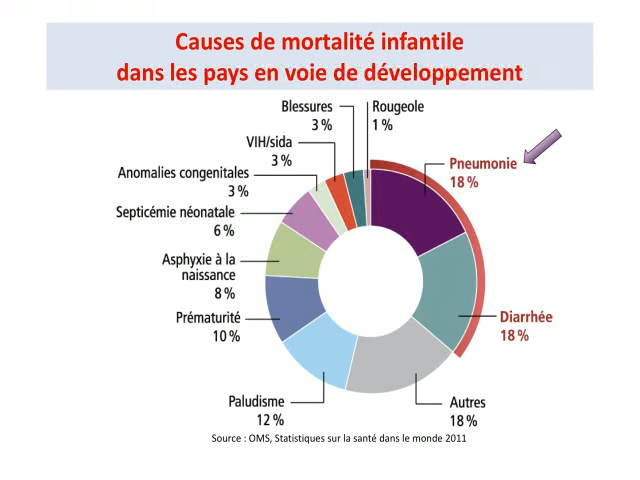 Causes de mortalité infantile
dans les pays en voie de développement
Blessures
3 %
Rougeole
1 %
VIH/sida
3 %
Pneumonie
18 %
Anomalies congenitales
3 %
Septicémie néonatale
6 %
Asphyxie à la
naissance
8 %
Prématurité
10 %
Diarrhée
18 %
Paludisme
12 %
Autres
18 %
Source : OMS, Statistiques sur la santé dans le monde 2011